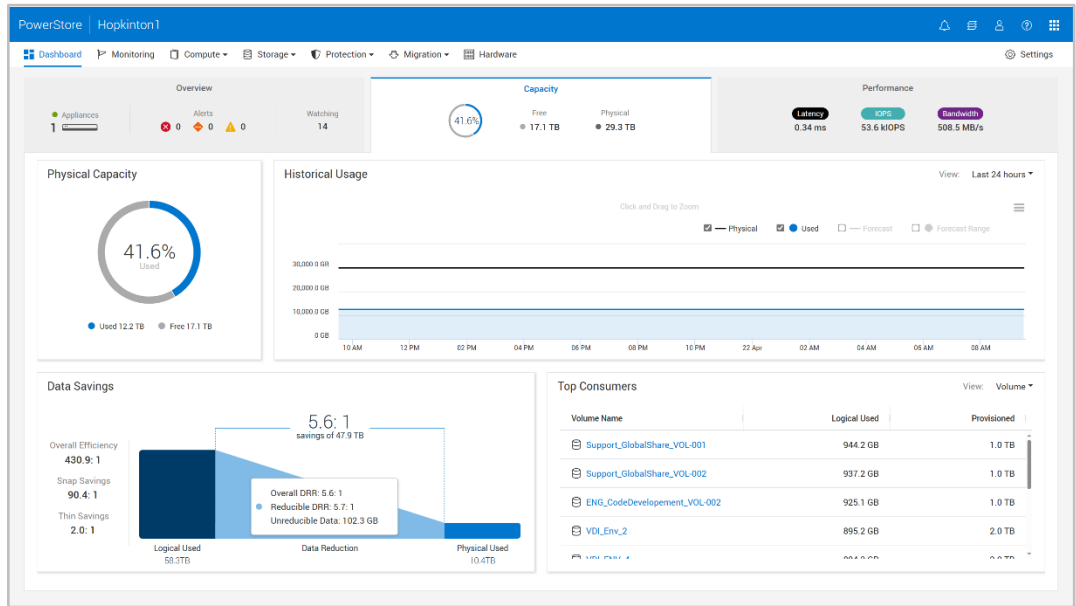 PowerStore Hopkinton1
Dashboard Monitoring Compute Storage Protection Migration Hardware Settings
Overview
Appliances
1
Alerts
0 0 0
Watching
14
Capacity
41.6%
Free
17.1 TB
Physical
29.3 TB
Performance
Latency IOPS Bandwidth
0.34 ms 53.6 kIOPS 508.5 MB/s
Physical Capacity
41.6%
Used
Used 12.2 TB Free 17.1 TB
Historical Usage
View: Last 24 hours
Click and Drag to Zoom
Physical Used Forecast Forecast Range
30,000.0 GB
20,000.0 GB
10,000.0 GB
0 GB
10 AM 12 PM 02 PM 04 PM 06 PM 08 PM 10 PM 22 Apr 02 AM 04 AM 06 AM 08 AM
Data Savings
Overall Efficiency
430.9: 1
Snap Savings
90.4: 1
Thin Savings
2.0: 1
5.6: 1
savings of 47.9 TB
Overall DRR: 5.6: 1
Reducible DRR: 5.7: 1
Unreducible Data: 102.3 GB
Logical Used Data Reduction Physical Used
58.3TB 10.4TB
Top Consumers
View: Volume
Volume Name Logical Used Provisioned
Support_GlobalShare_VOL-001 944.2 GB 1.0 TB
Support_GlobalShare_VOL-002 937.2 GB 1.0 TB
ENG_CodeDevelopement_VOL-002 925.1 GB 1.0 TB
VDI_Env_2 895.2 GB 2.0 TB